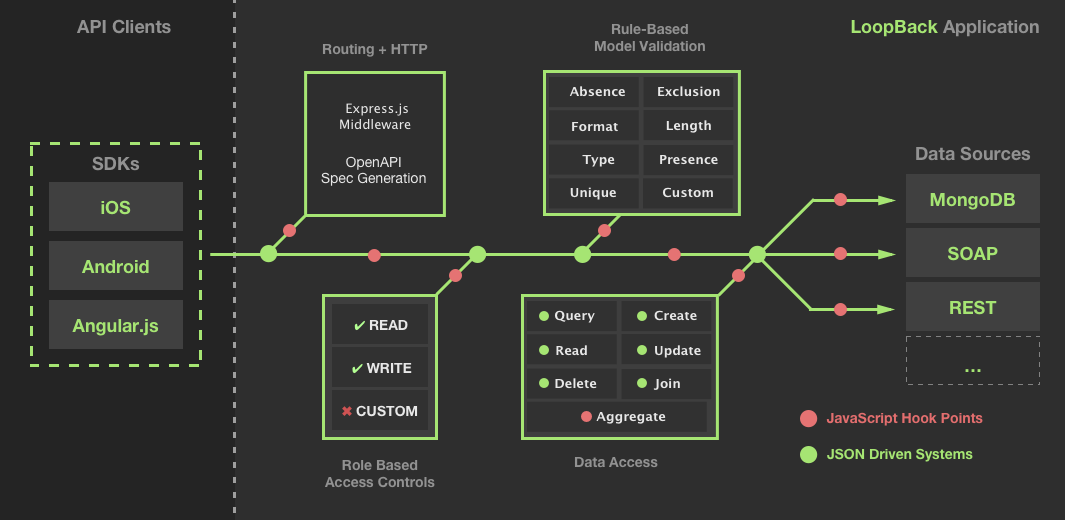 API Clients
LoopBack Application
SDKs
iOS
Android
Angular.js
Routing + HTTP
Express.js
Middleware
OpenAPI
Spec Generation
Rule-Based
Model Validation
Absence
Exclusion
Format
Length
Type
Presence
Unique
Custom
✔ READ
✔ WRITE
✖ CUSTOM
Role Based
Access Controls
Query
Create
Read
Update
Delete
Join
Aggregate
Data Access
Data Sources
MongoDB
SOAP
REST
...
JavaScript Hook Points
JSON Driven Systems